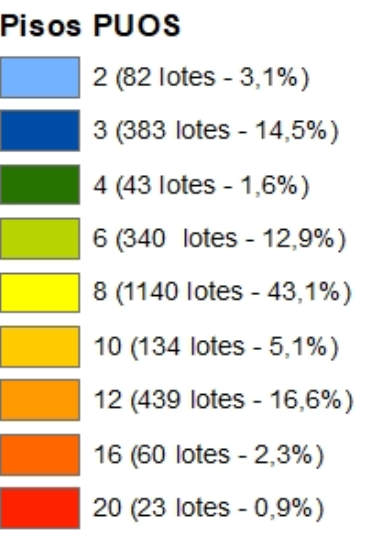 Pisos PUOS
2 (82 lotes - 3,1%)
3 (383 lotes - 14,5%)
4 (43 lotes - 1,6%)
6 (340 lotes - 12,9%)
8 (1140 lotes - 43,1%)
10 (134 lotes - 5,1%)
12 (439 lotes - 16,6%)
16 (60 lotes - 2,3%)
20 (23 lotes - 0,9%)